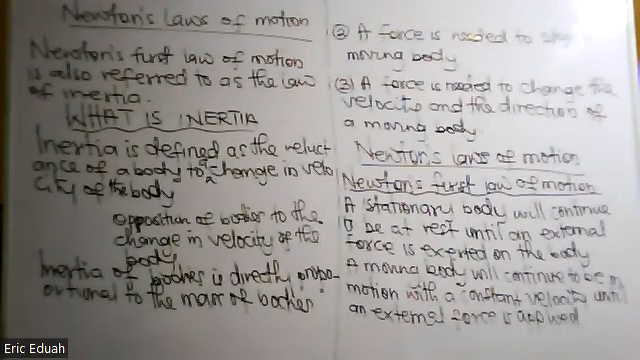 Newton's laws of motion
Newton's first law of motion
is also referred to as the law
of inertia.
WHAT IS INERTIA
Inertia is defined as the reluct
ance of a body to a change in velo
city of the body
opposition of bodies to the
change in velocity of the
body
Inertia of bodies is directly
ortional to the mass of bodies
② A force is needed to
moving body
(3) A force is needed to change the
velocity and the direction of
a moving body
Newton's laws of motion
Newton's first law of motion
A stationary body will continue
be at rest until an external
force is exerted on the body
A moving body will continue to be
motion with a constant velocity until
an external force is applied
Eric Eduah